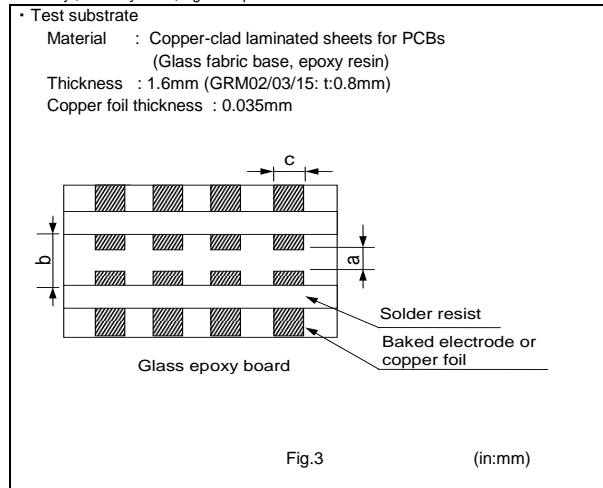 ・Test substrate
Material : Copper-clad laminated sheets for PCBs
(Glass fabric base, epoxy resin)
Thickness : 1.6mm (GRM02/03/15: t:0.8mm)
Copper foil thickness : 0.035mm
c
b
a
Solder resist
Baked electrode or
copper foil
Glass epoxy board
Fig.3 (in:mm)